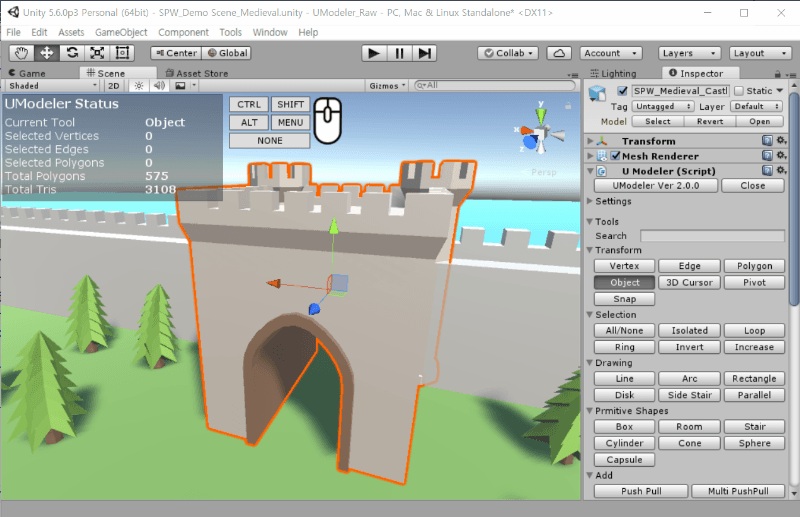 Unity 5.6.0p3 Personal (64bit) - SPW_Demo Scene_Medieval.unity - UModeler_Raw - PC, Mac & Linux Standalone* <DX11>
File Edit Assets GameObject Component Tools Window Help
Center Global Collab Account Layers Layout
Game Scene Asset Store
Shaded 2D Gizmos All
UModeler Status
Current Tool Object
Selected Vertices 0
Selected Edges 0
Selected Polygons 0
Total Polygons 575
Total Tris 3108
CTRL SHIFT
ALT MENU
NONE
y
x
z
Persp
Lighting Inspector
SPW_Medieval_Castl Static
Tag Untagged Layer Default
Model Select Revert Open
Transform
Mesh Renderer
U Modeler (Script)
UModeler Ver 2.0.0 Close
Settings
Tools
Search
Transform
Vertex Edge Polygon
Object 3D Cursor Pivot
Snap
Selection
All/None Isolated Loop
Ring Invert Increase
Drawing
Line Arc Rectangle
Disk Side Stair Parallel
Prmitive Shapes
Box Room Stair
Cylinder Cone Sphere
Capsule
Add
Push Pull Multi PushPull